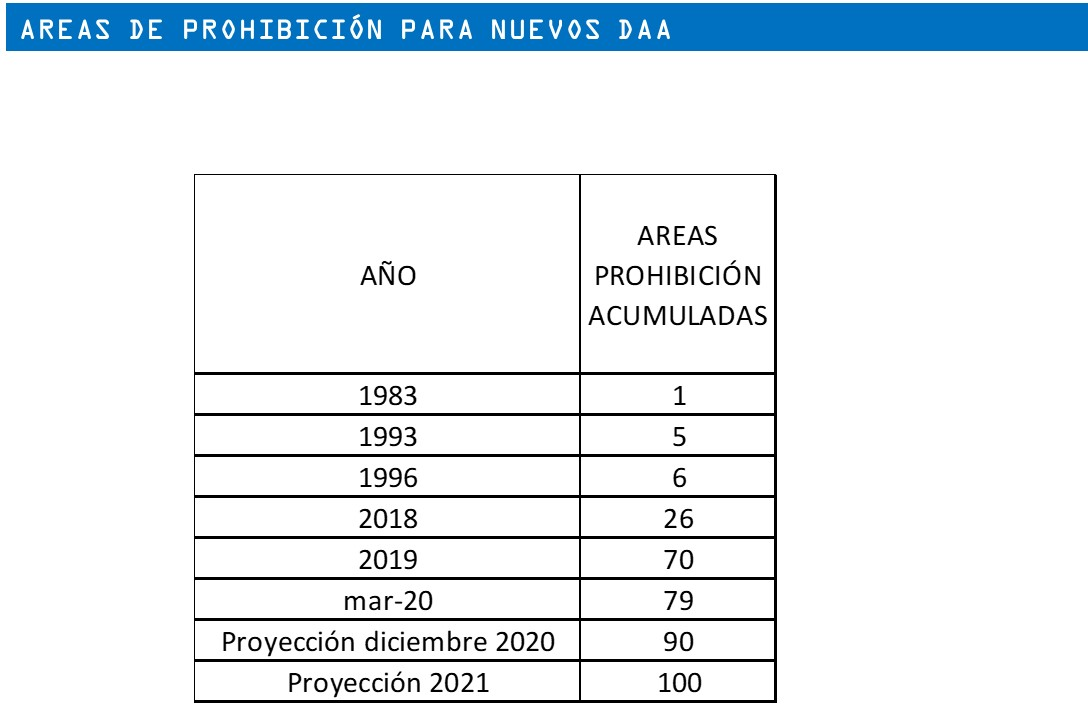 AREAS DE PROHIBICIÓN PARA NUEVOS DAA
AÑO
AREAS
PROHIBICIÓN
ACUMULADAS
1983 1
1993 5
1996 6
2018 26
2019 70
mar-20 79
Proyección diciembre 2020 90
Proyección 2021 100